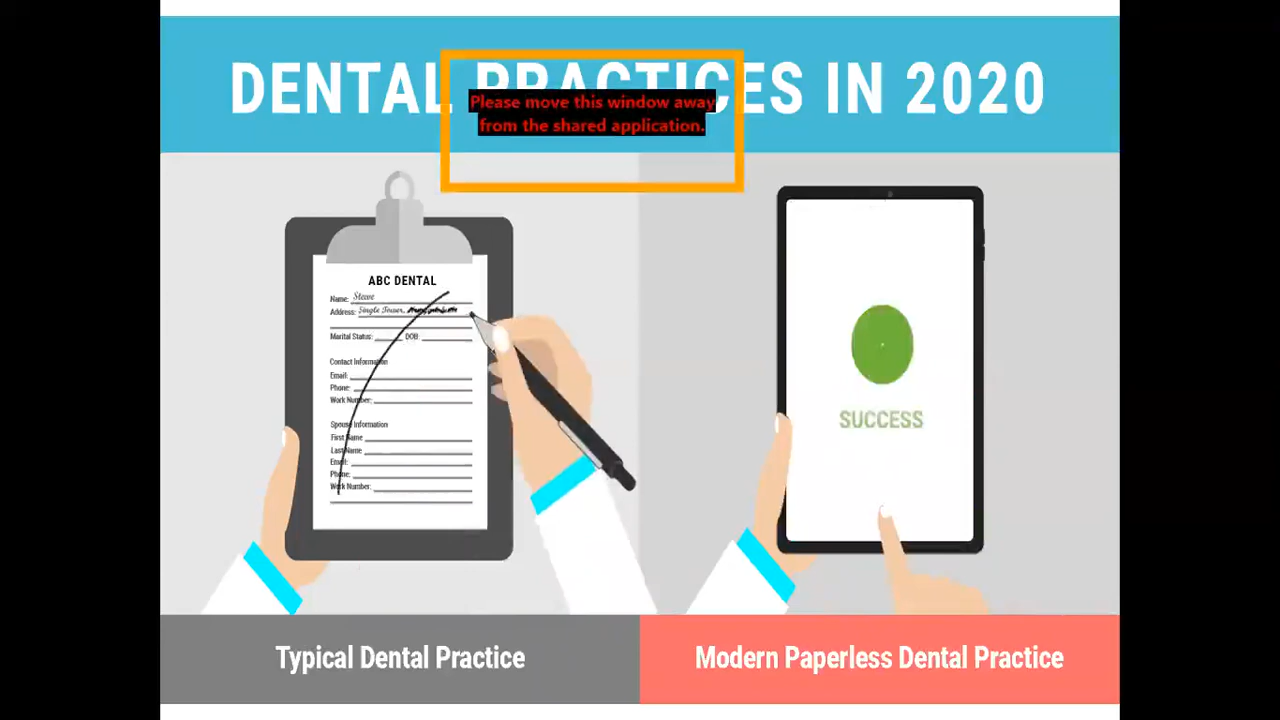 DENTAL PRACTICES IN 2020
Please move this window away
from the shared application.
ABC DENTAL
Name: Steve
Address: Single Tower,
Marital Status: DOB:
Contact Information
Email:
Phone:
Work Number:
Spouse Information
First Name
Last Name
Email:
Phone:
Work Number:
SUCCESS
Typical Dental Practice
Modern Paperless Dental Practice